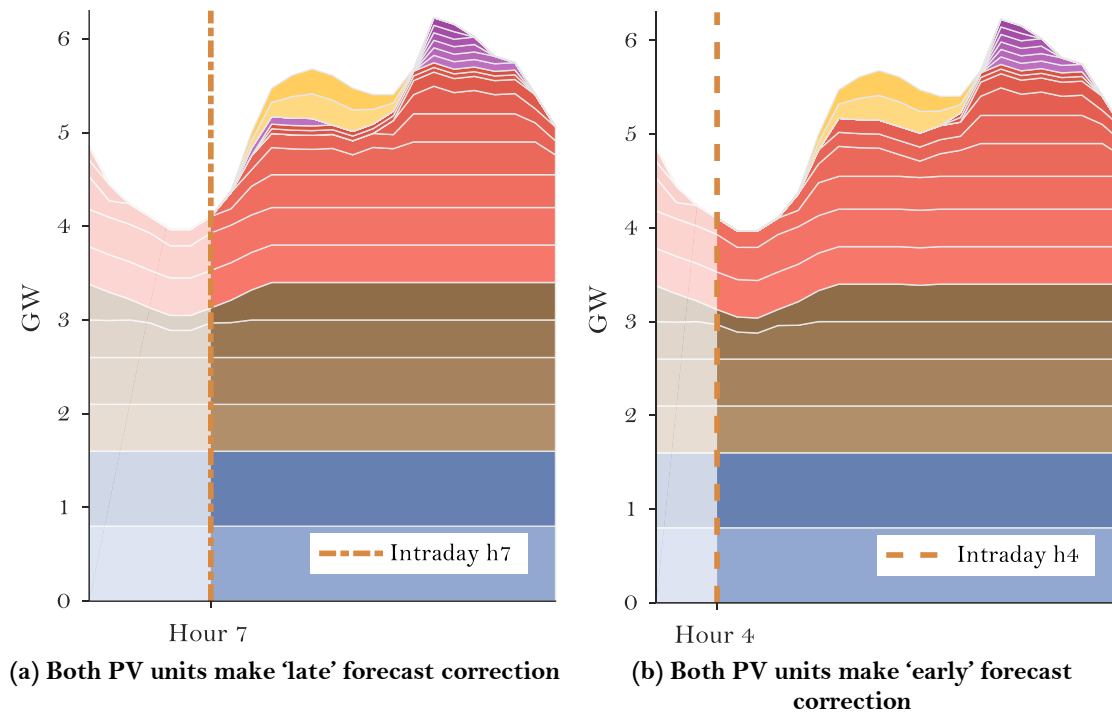 6
5
4
3
2
1
0
GW
Intraday h7
Hour 7
(a) Both PV units make ‘late’ forecast correction
6
5
4
3
2
1
0
GW
Intraday h4
Hour 4
(b) Both PV units make ‘early’ forecast
correction